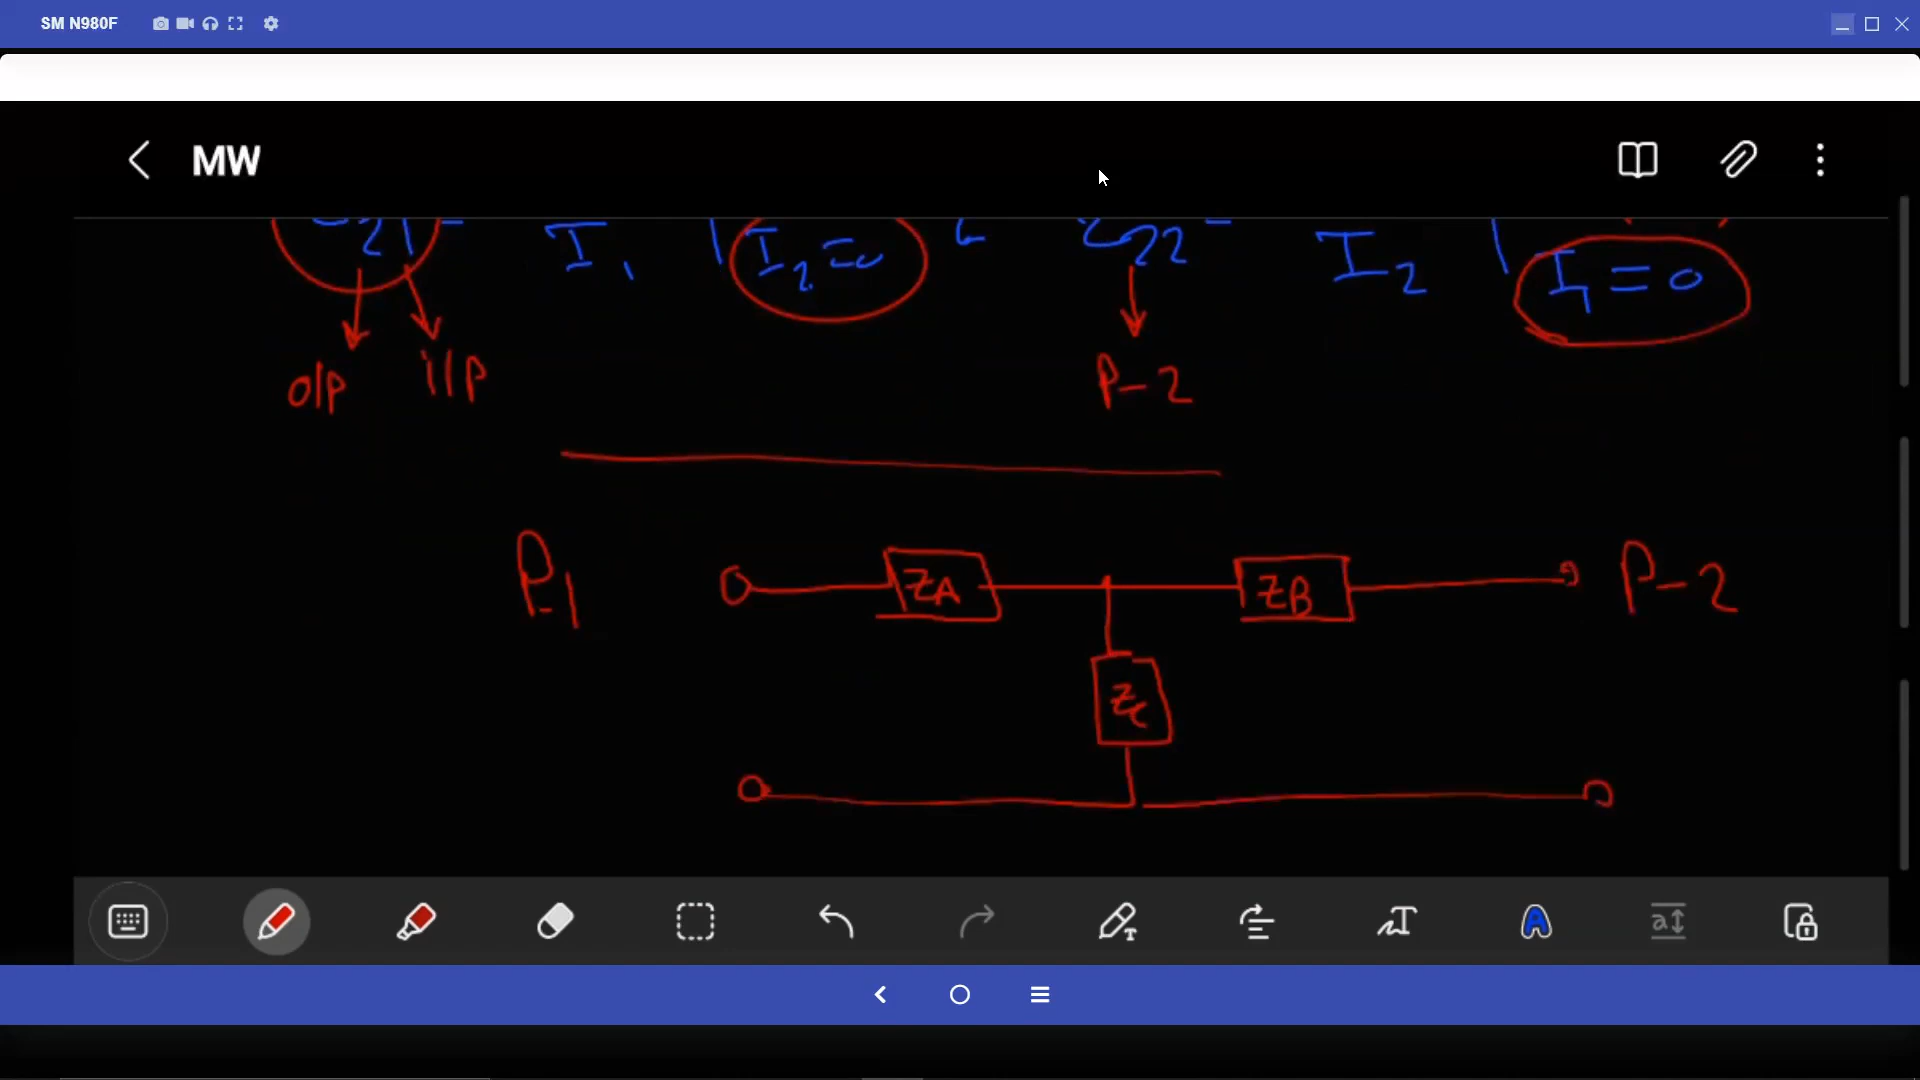 SM N980F
MW
Z21 = I1 | I2=0 & Z22 = I2 | I1=0
o/p i/p P-2
P-1 ZA ZB P-2
ZC